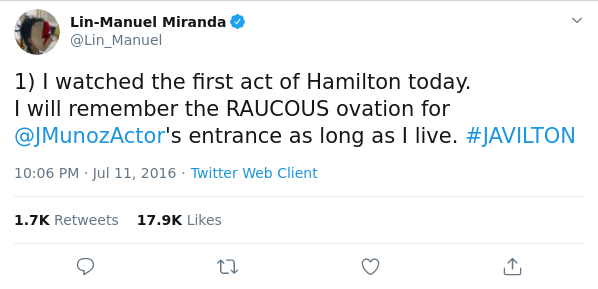 Lin-Manuel Miranda
@Lin_Manuel
1) I watched the first act of Hamilton today.
I will remember the RAUCOUS ovation for
@JMunozActor's entrance as long as I live. #JAVILTON
10:06 PM · Jul 11, 2016 · Twitter Web Client
1.7K Retweets 17.9K Likes